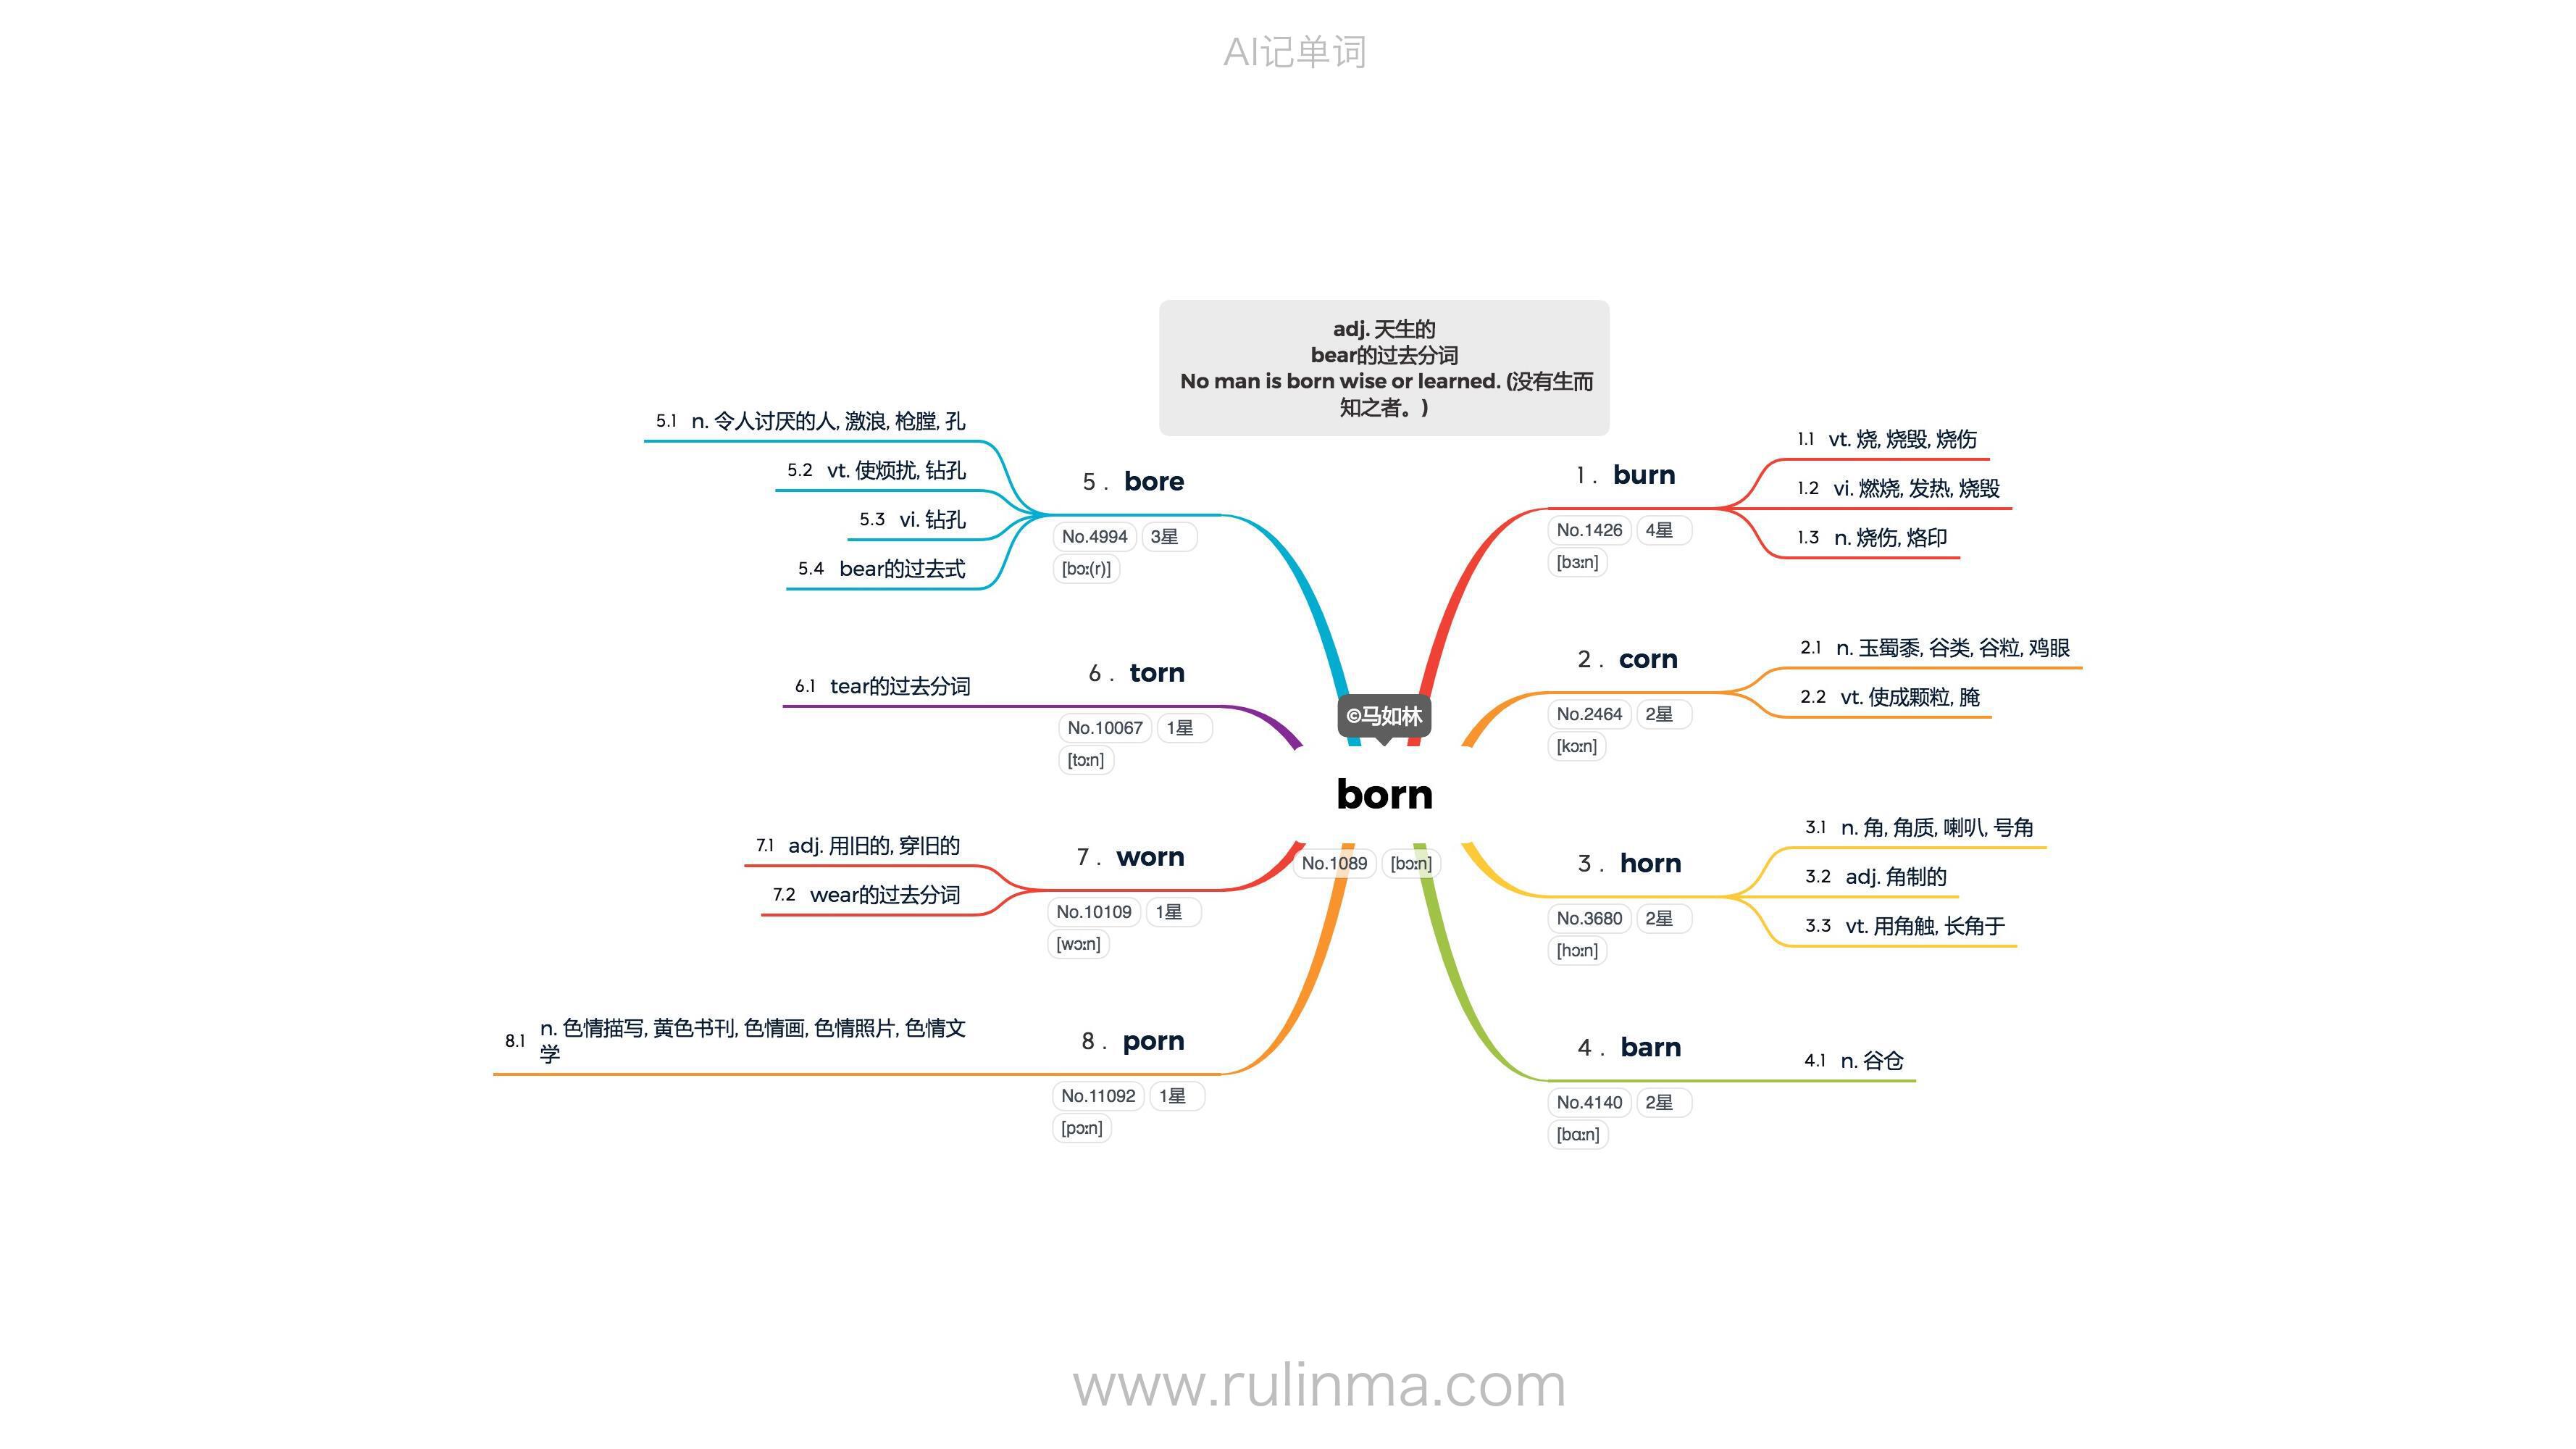 AI记单词
adj. 天生的
bear的过去分词
No man is born wise or learned. (没有生而
知之者。)
©马如林
born
No.1089 [bɔːn]
1 . burn
No.1426 4星
[bɜːn]
1.1 vt. 烧, 烧毁, 烧伤
1.2 vi. 燃烧, 发热, 烧毁
1.3 n. 烧伤, 烙印
2 . corn
No.2464 2星
[kɔːn]
2.1 n. 玉蜀黍, 谷类, 谷粒, 鸡眼
2.2 vt. 使成颗粒, 腌
3 . horn
No.3680 2星
[hɔːn]
3.1 n. 角, 角质, 喇叭, 号角
3.2 adj. 角制的
3.3 vt. 用角触, 长角于
4 . barn
No.4140 2星
[bɑːn]
4.1 n. 谷仓
5 . bore
No.4994 3星
[bɔː(r)]
5.1 n. 令人讨厌的人, 激浪, 枪膛, 孔
5.2 vt. 使烦扰, 钻孔
5.3 vi. 钻孔
5.4 bear的过去式
6 . torn
No.10067 1星
[tɔːn]
6.1 tear的过去分词
7 . worn
No.10109 1星
[wɔːn]
7.1 adj. 用旧的, 穿旧的
7.2 wear的过去分词
8 . porn
No.11092 1星
[pɔːn]
8.1 n. 色情描写, 黄色书刊, 色情画, 色情照片, 色情文
学
www.rulinma.com